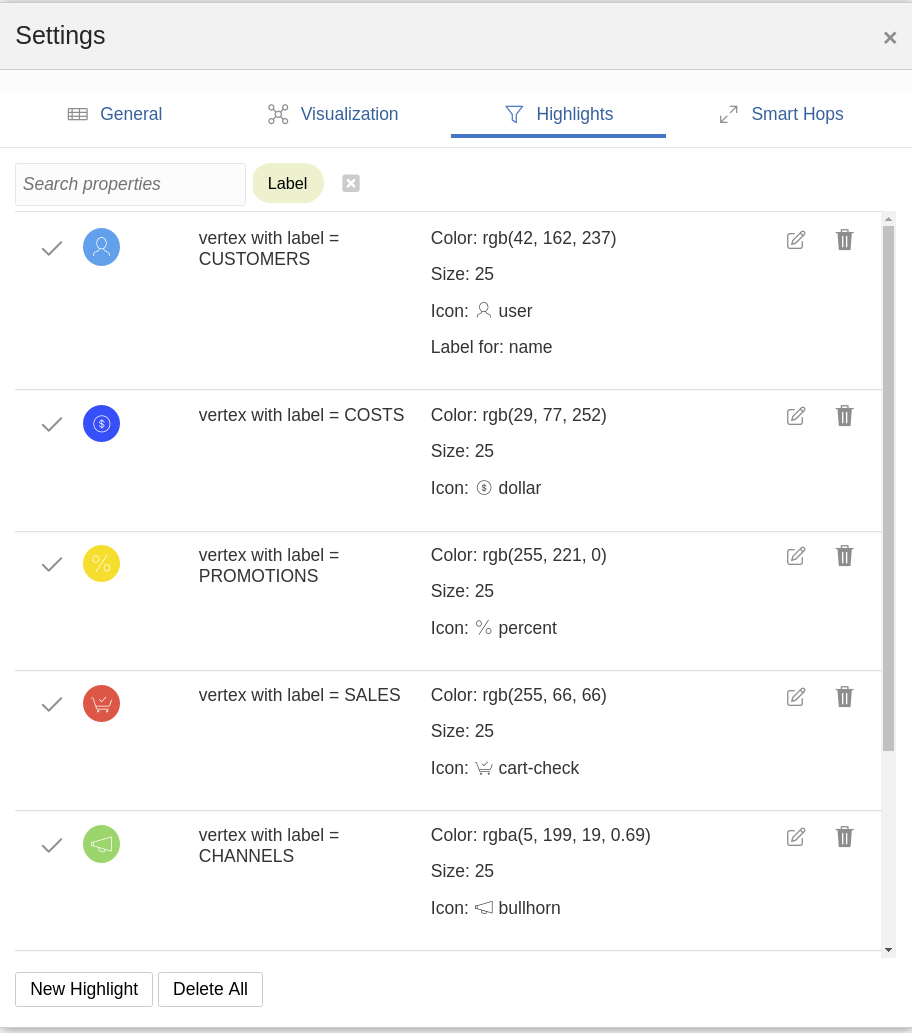 Settings
×
General Visualization Highlights Smart Hops
Search properties Label
vertex with label =
CUSTOMERS
Color: rgb(42, 162, 237)
Size: 25
Icon: user
Label for: name
vertex with label = COSTS
Color: rgb(29, 77, 252)
Size: 25
Icon: $ dollar
vertex with label =
PROMOTIONS
Color: rgb(255, 221, 0)
Size: 25
Icon: % percent
vertex with label = SALES
Color: rgb(255, 66, 66)
Size: 25
Icon: cart-check
vertex with label =
CHANNELS
Color: rgba(5, 199, 19, 0.69)
Size: 25
Icon: bullhorn
New Highlight Delete All